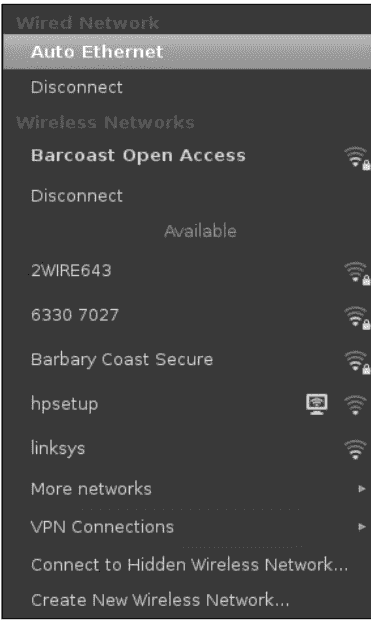 Wired Network
Auto Ethernet
Disconnect
Wireless Networks
Barcoast Open Access
Disconnect
Available
2WIRE643
6330 7027
Barbary Coast Secure
hpsetup
linksys
More networks
VPN Connections
Connect to Hidden Wireless Network...
Create New Wireless Network...